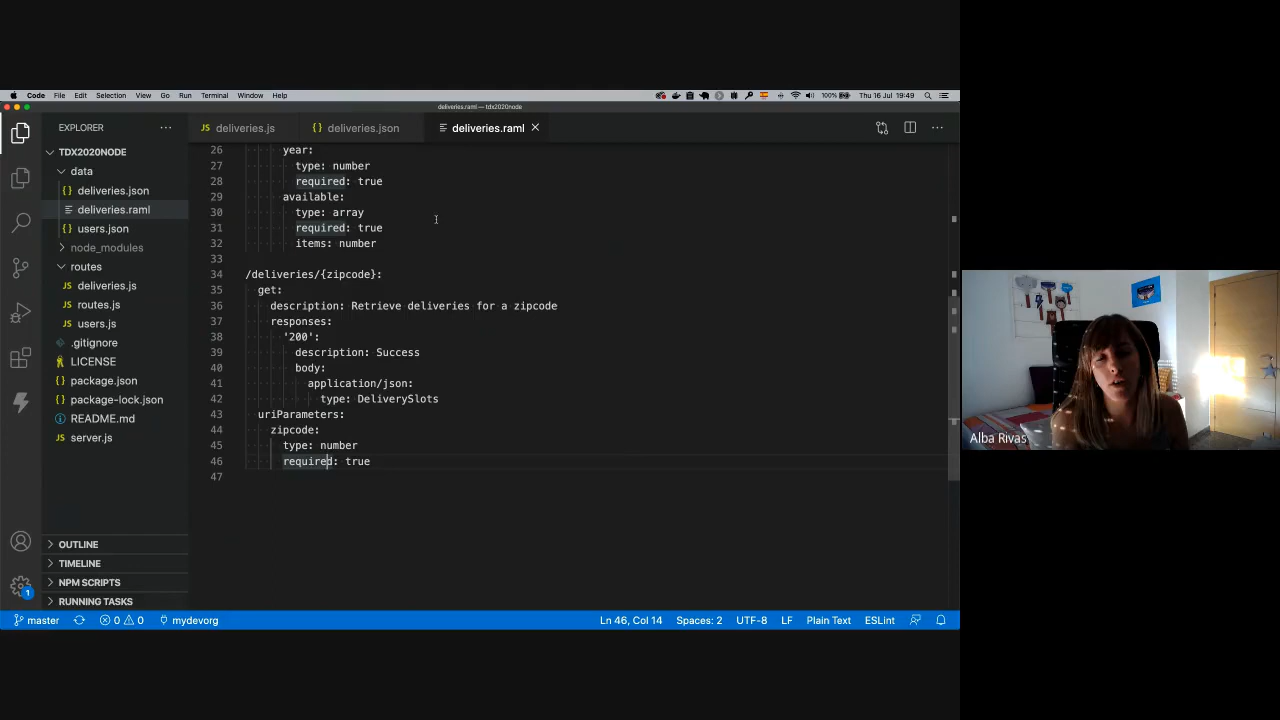 Code File Edit Selection View Go Run Terminal Window Help 100% Thu 16 Jul 19:49
deliveries.raml — tdx2020node
EXPLORER
JS deliveries.js {} deliveries.json deliveries.raml
TDX2020NODE
data
{} deliveries.json
deliveries.raml
{} users.json
node_modules
routes
JS deliveries.js
JS routes.js
JS users.js
.gitignore
LICENSE
{} package.json
{} package-lock.json
README.md
JS server.js
OUTLINE
TIMELINE
NPM SCRIPTS
RUNNING TASKS
26 year:
27 type: number
28 required: true
29 available:
30 type: array
31 required: true
32 items: number
33
34 /deliveries/{zipcode}:
35 get:
36 description: Retrieve deliveries for a zipcode
37 responses:
38 '200':
39 description: Success
40 body:
41 application/json:
42 type: DeliverySlots
43 uriParameters:
44 zipcode:
45 type: number
46 required: true
47
1
master 0 0 mydevorg Ln 46, Col 14 Spaces: 2 UTF-8 LF Plain Text ESLint
Alba Rivas